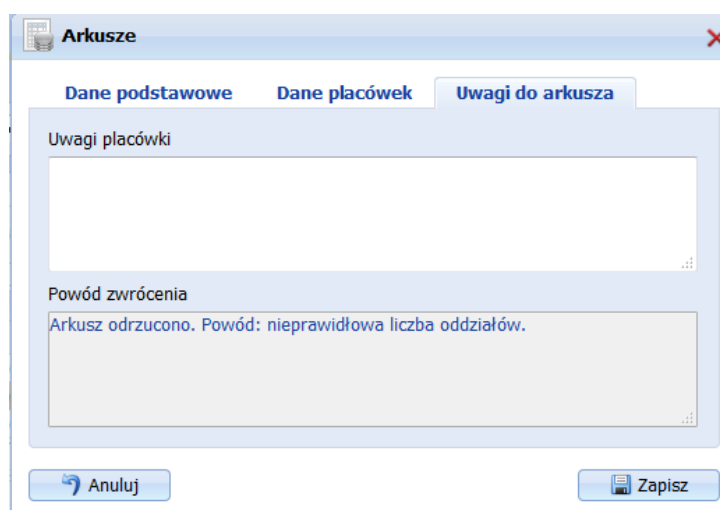 Arkusze
Dane podstawowe Dane placówek Uwagi do arkusza
Uwagi placówki
Powód zwrócenia
Arkusz odrzucono. Powód: nieprawidłowa liczba oddziałów.
Anuluj Zapisz